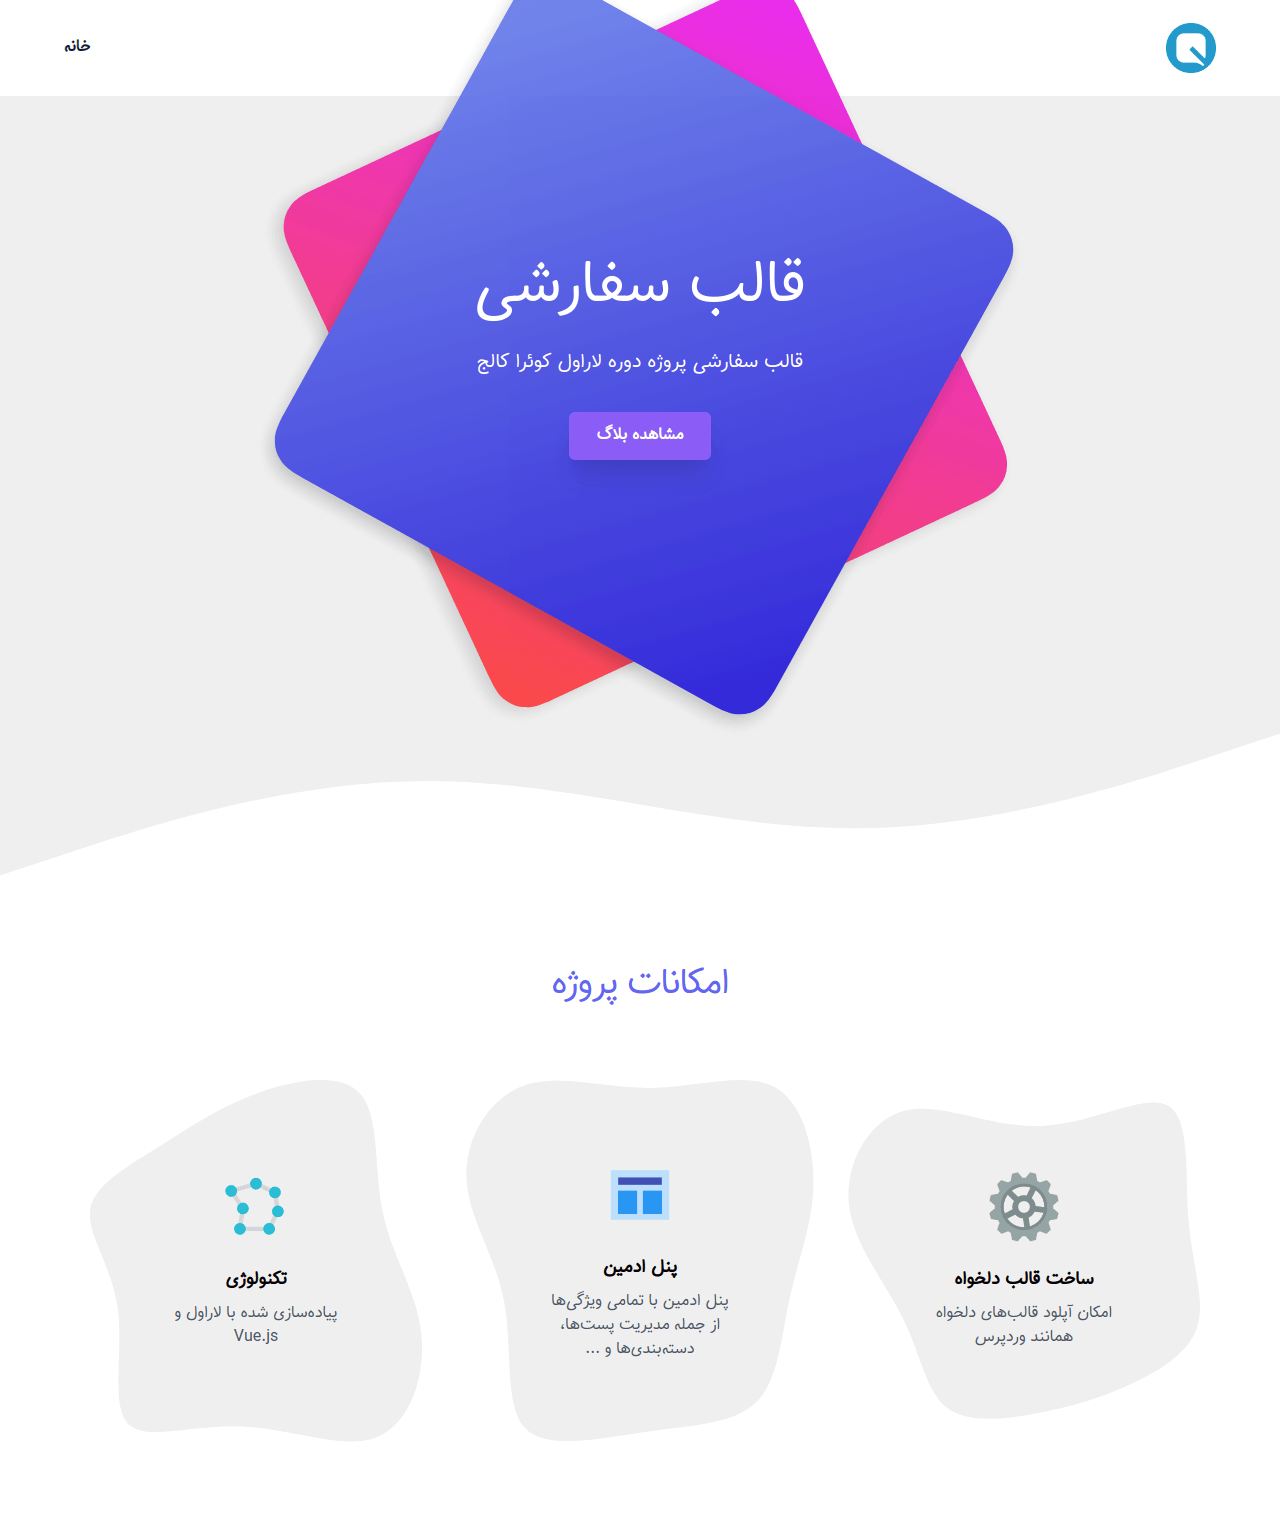 خانه
قالب سفارشی
قالب سفارشی پروژه دوره لاراول کوئرا کالج
مشاهده بلاگ
امکانات پروژه
ساخت قالب دلخواه
امکان آپلود قالب‌های دلخواه
همانند وردپرس
پنل ادمین
پنل ادمین با تمامی ویژگی‌ها
از جمله مدیریت پست‌ها،
دسته‌بندی‌ها و ...
تکنولوژی
پیاده‌سازی شده با لاراول و
Vue.js